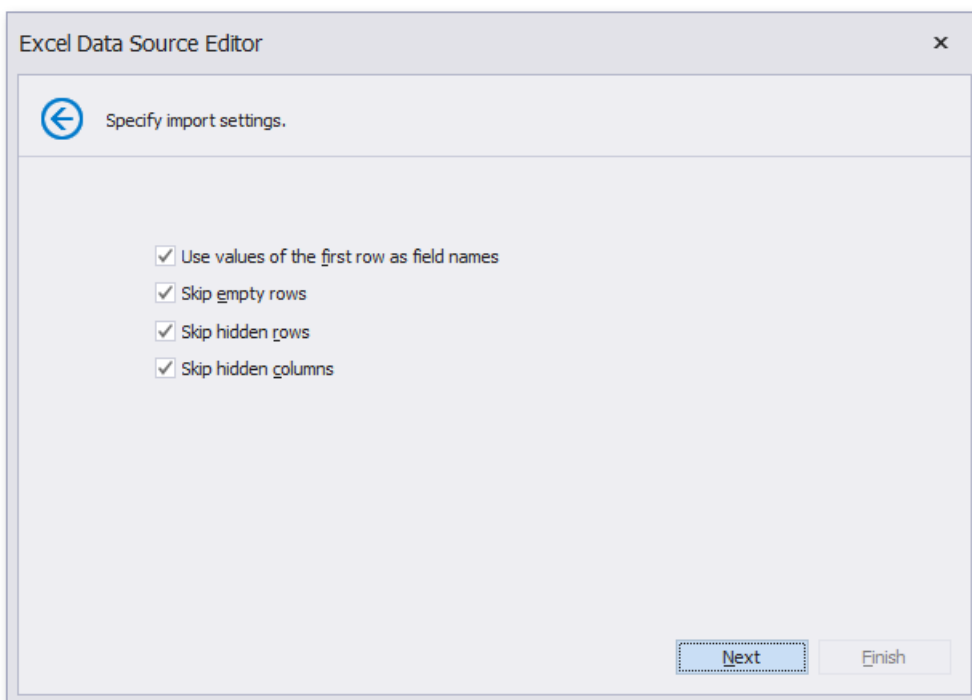 Excel Data Source Editor
Specify import settings.
Use values of the first row as field names
Skip empty rows
Skip hidden rows
Skip hidden columns
Next Finish